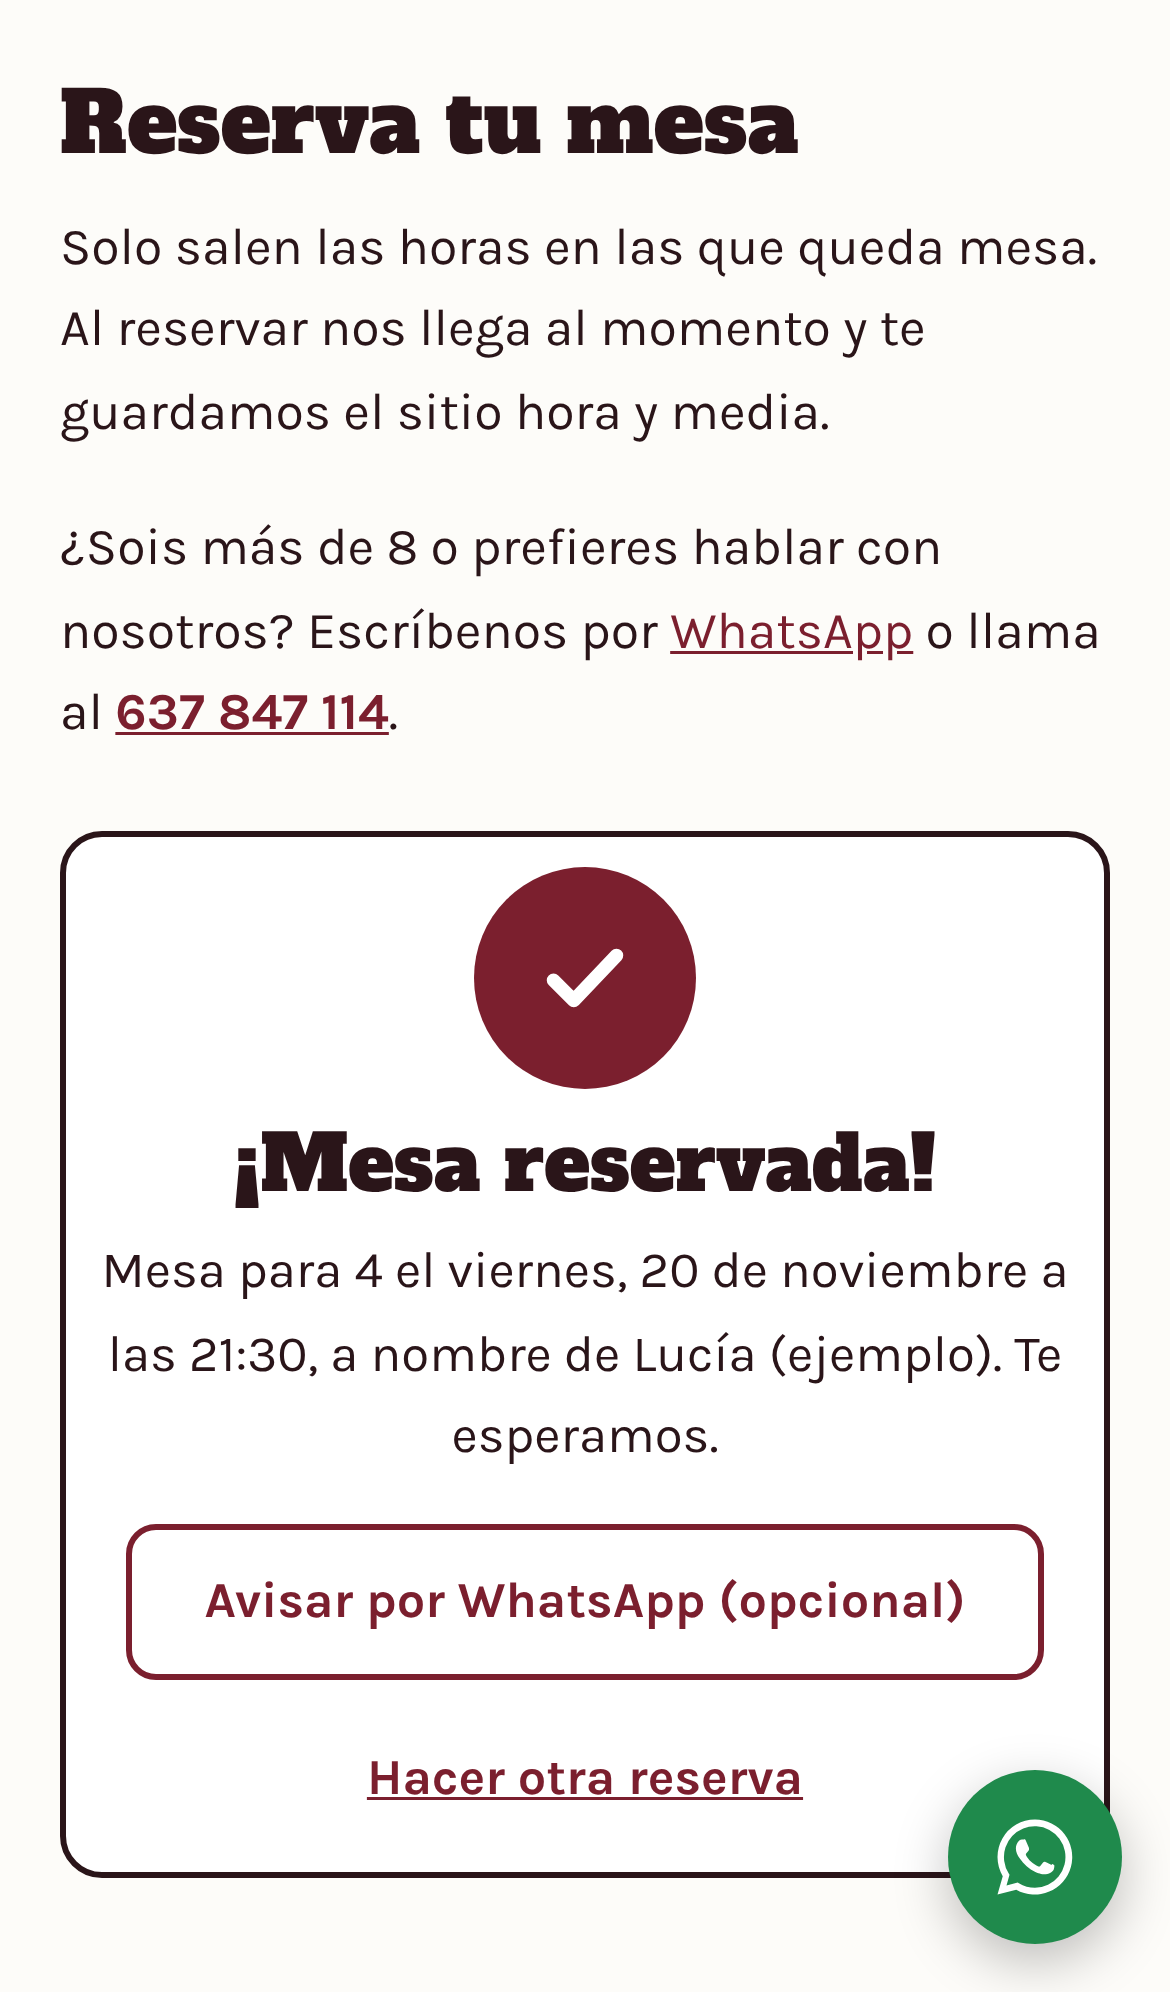 Reserva tu mesa
Solo salen las horas en las que queda mesa.
Al reservar nos llega al momento y te
guardamos el sitio hora y media.
¿Sois más de 8 o prefieres hablar con
nosotros? Escríbenos por WhatsApp o llama
al 637 847 114.
¡Mesa reservada!
Mesa para 4 el viernes, 20 de noviembre a
las 21:30, a nombre de Lucía (ejemplo). Te
esperamos.
Avisar por WhatsApp (opcional)
Hacer otra reserva